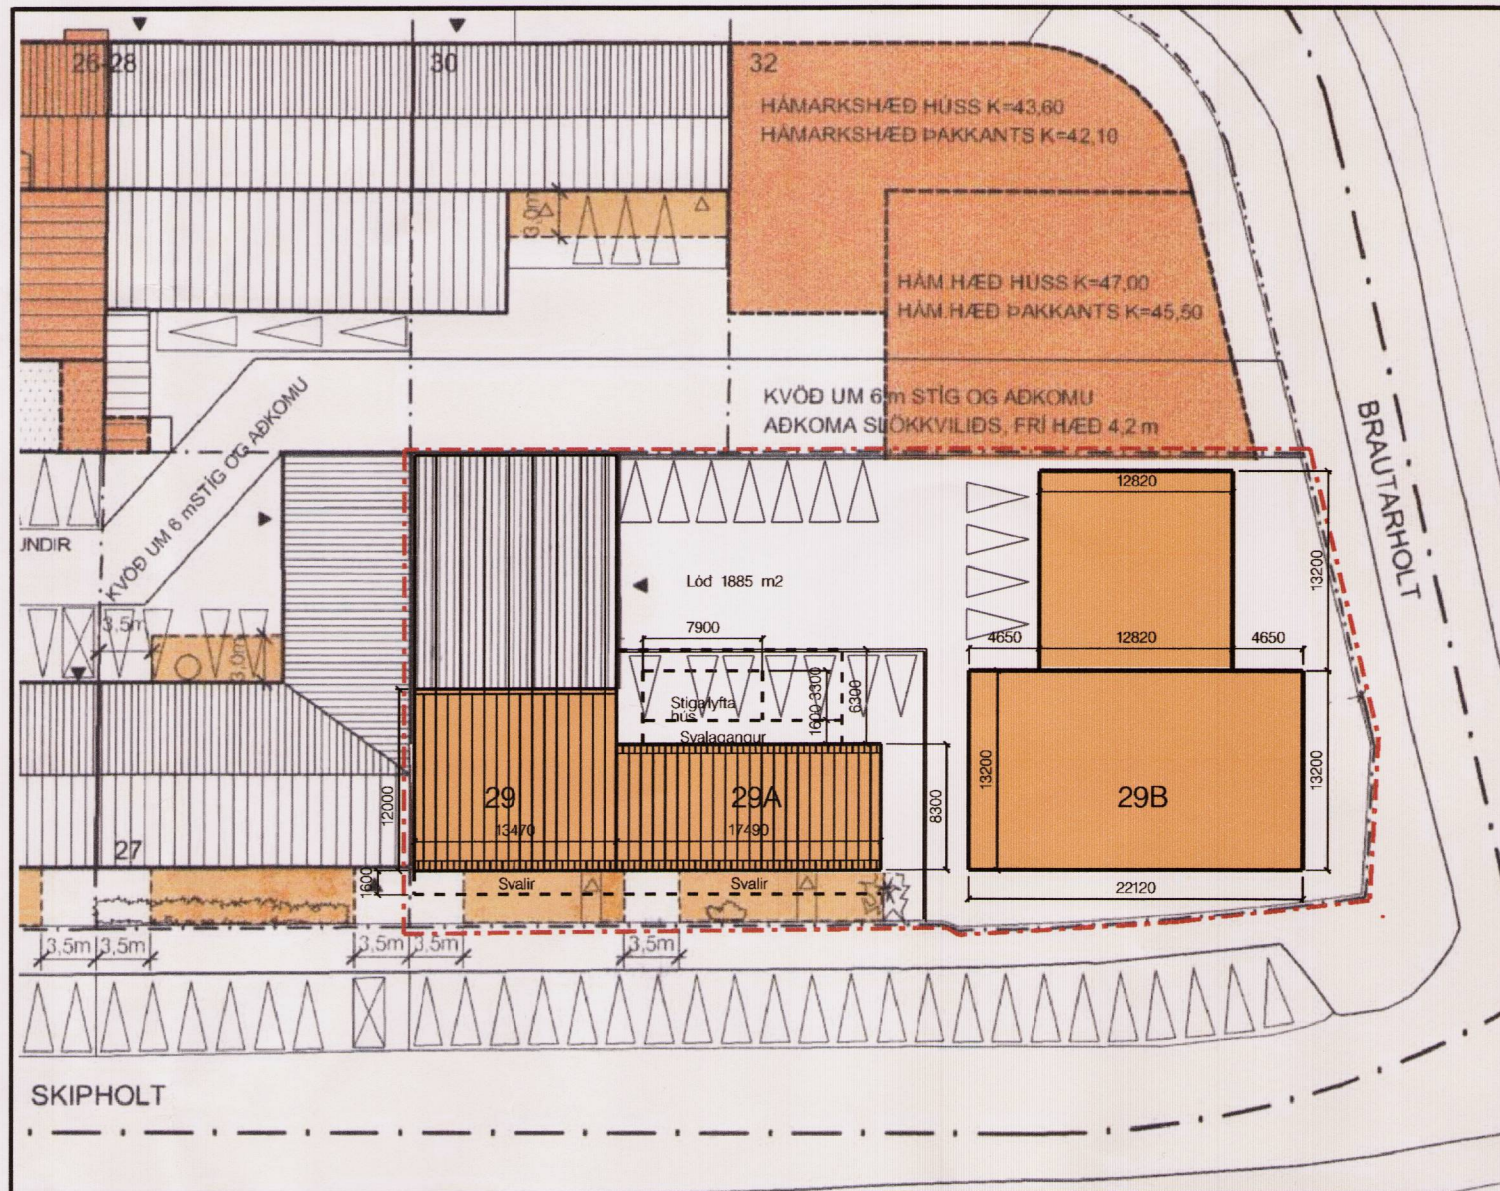 26-28
30
32
HÁMARKSHÆÐ HÚSS K=43,60
HÁMARKSHÆÐ ÞAKKANTS K=42,10
3,0m
HÁM.HÆÐ HÚSS K=47,00
HÁM.HÆÐ ÞAKKANTS K=45,50
KVÖÐ UM 6 m STÍG OG AÐKOMU
AÐKOMA SLÖKKVILIÐS, FRÍ HÆÐ 4,2 m
KVÖÐ UM 6 mSTÍG OG AÐKOMU
BRAUTARHOLT
UNDIR
12820
13200
Lód 1885 m2
3,5m
3,0m
7900
4650
12820
4650
Stiga/lyfta
hús
3300
1600
6300
Svalagangur
12000
29
29A
29B
13200
13200
8300
13470
17490
27
1600
Svalir
Svalir
22120
3,5m
3,5m
3,5m
3,5m
3,5m
SKIPHOLT